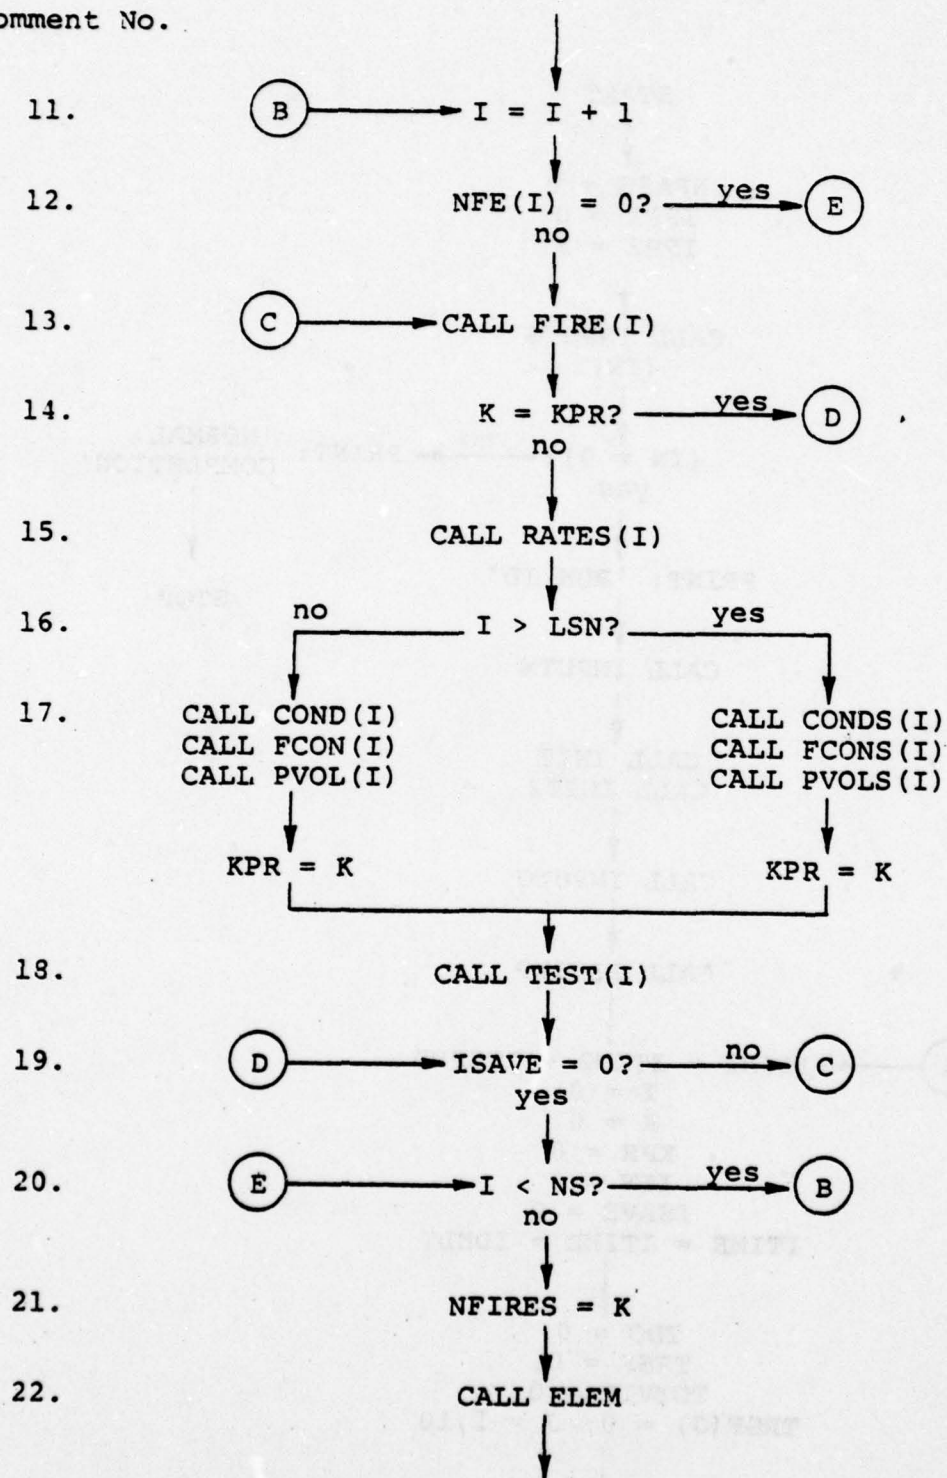 omment No.
11.
B
I = I + 1
12.
NFE(I) = 0?
yes
E
no
13.
C
CALL FIRE(I)
14.
K = KPR?
yes
D
no
15.
CALL RATES(I)
16.
no
I > LSN?
yes
17.
CALL COND(I)
CALL FCON(I)
CALL PVOL(I)
CALL CONDS(I)
CALL FCONS(I)
CALL PVOLS(I)
KPR = K
KPR = K
18.
CALL TEST(I)
19.
D
ISAVE = 0?
no
C
yes
20.
E
I < NS?
yes
B
no
21.
NFIRES = K
22.
CALL ELEM